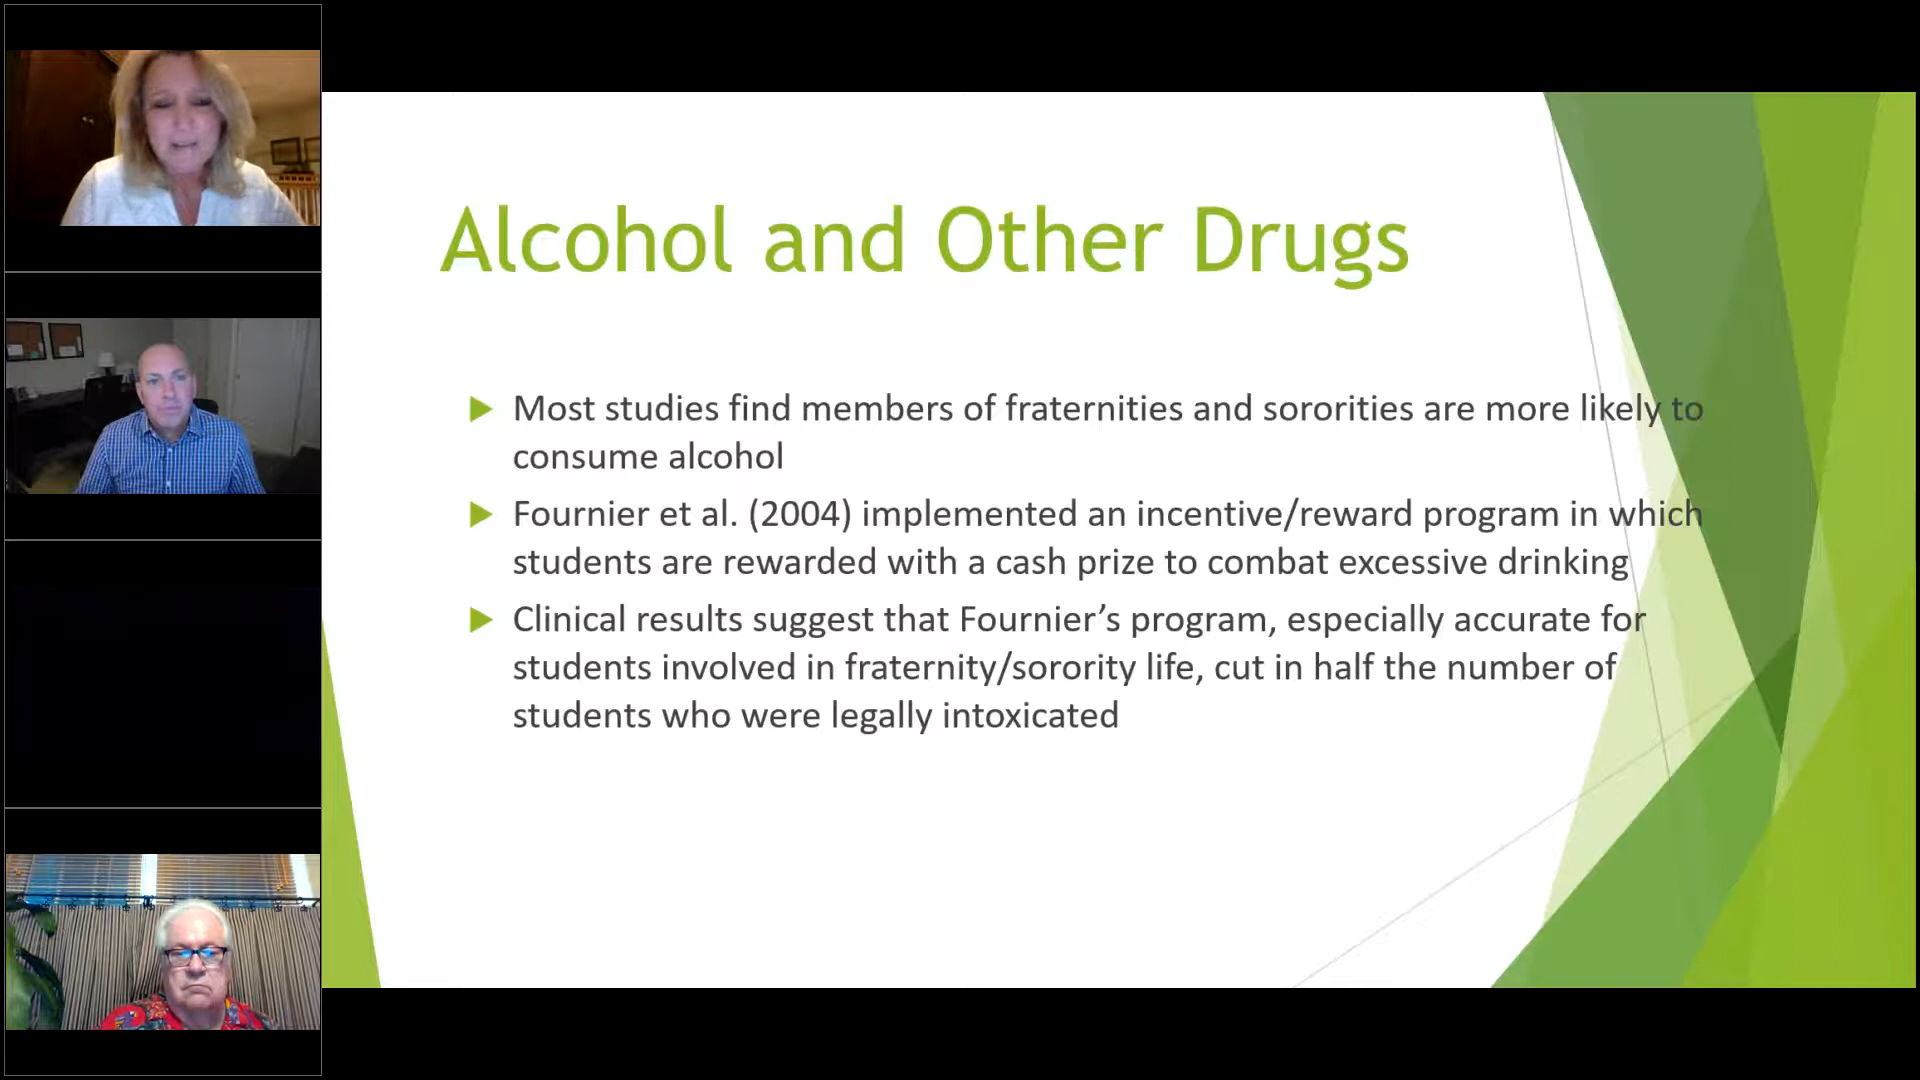 Alcohol and Other Drugs
Most studies find members of fraternities and sororities are more likely to
consume alcohol
Fournier et al. (2004) implemented an incentive/reward program in which
students are rewarded with a cash prize to combat excessive drinking
Clinical results suggest that Fournier’s program, especially accurate for
students involved in fraternity/sorority life, cut in half the number of
students who were legally intoxicated